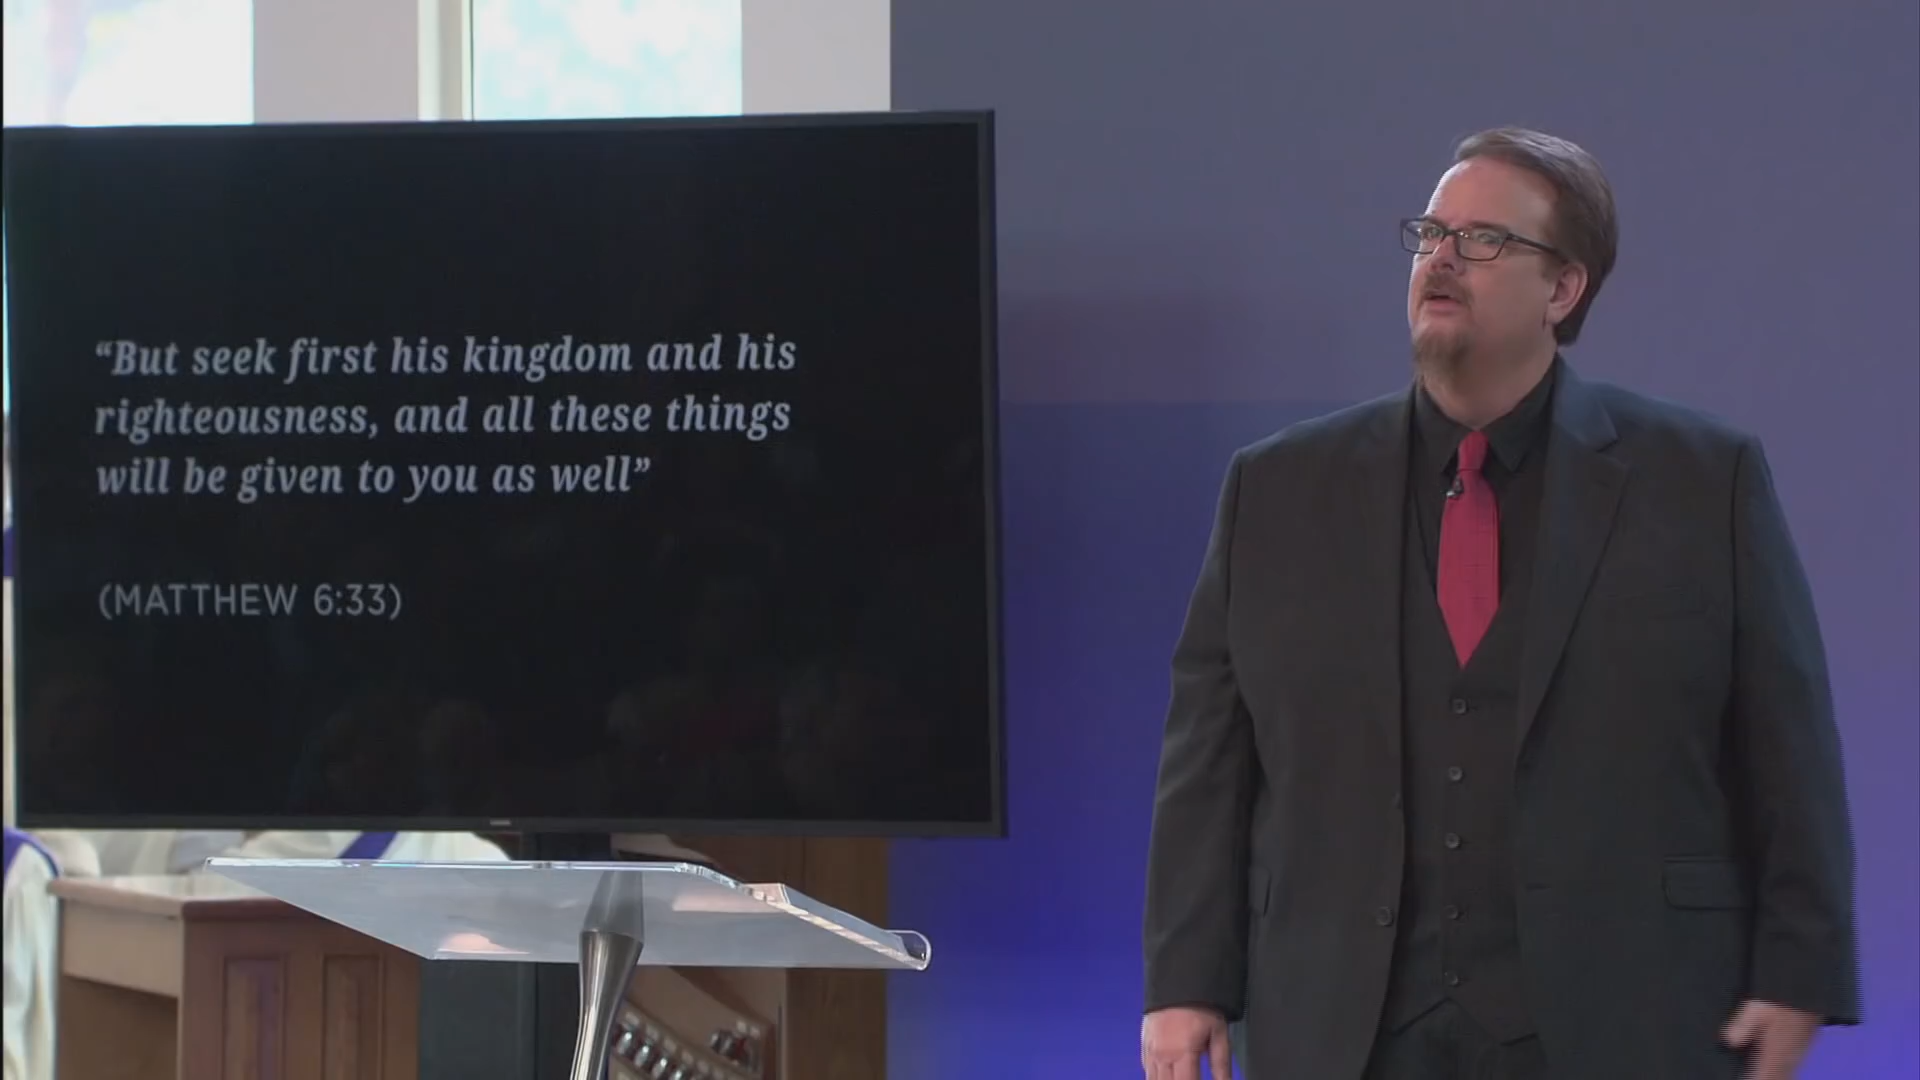 “But seek first his kingdom and his
righteousness, and all these things
will be given to you as well”
(MATTHEW 6:33)